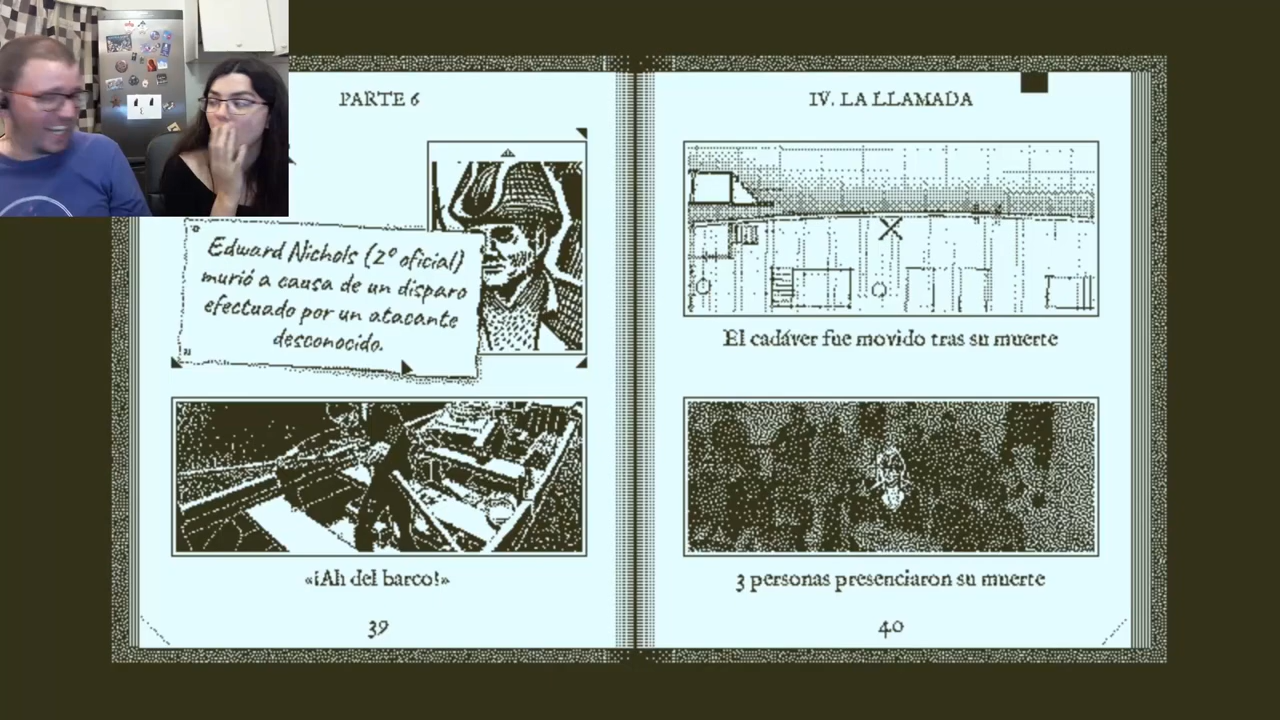 PARTE 6
Edward Nichols (2º oficial)
murió a causa de un disparo
efectuado por un atacante
desconocido.
«¡Ah del barco!»
39
IV. LA LLAMADA
El cadáver fue movido tras su muerte
3 personas presenciaron su muerte
40